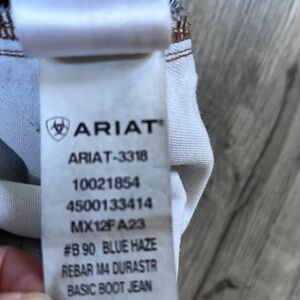 ARIAT
ARIAT-3318
10021854
4500133414
MX12FA23
#B 90 BLUE HAZE
REBAR M4 DURASTR
BASIC BOOT JEAN